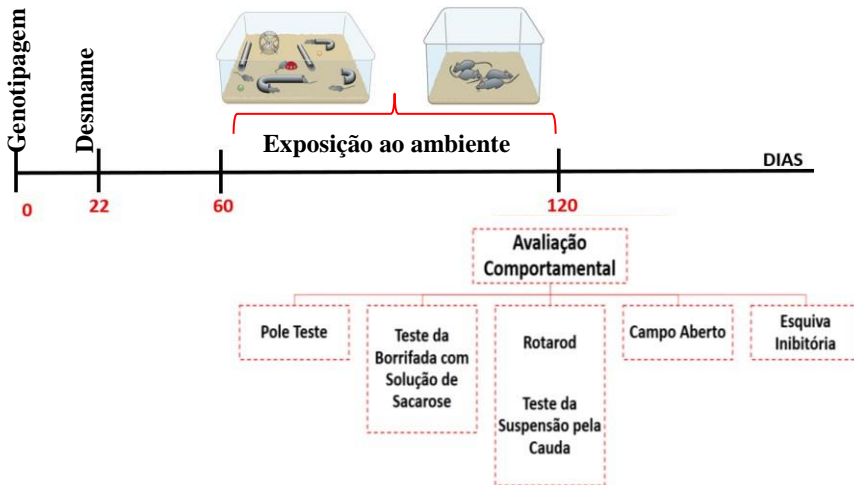 Genotipagem
Desmame
Exposição ao ambiente
DIAS
0
22
60
120
Avaliação
Comportamental
Pole Teste
Teste da
Borrifada com
Solução de
Sacarose
Rotarod
Teste da
Suspensão pela
Cauda
Campo Aberto
Esquiva
Inibitória